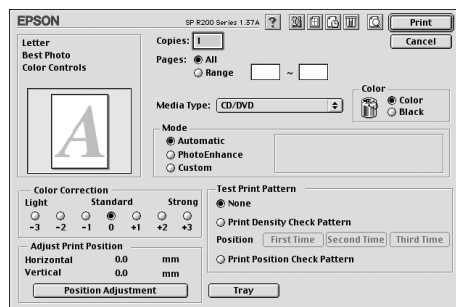 EPSON SP R200 Series 1.37A ? Print
Letter
Best Photo
Color Controls
A
Copies: 1
Cancel
Pages: All
Range ~
Media Type: CD/DVD
Color
Color
Black
Mode
Automatic
PhotoEnhance
Custom
Color Correction
Light Standard Strong
-3 -2 -1 0 +1 +2 +3
Adjust Print Position
Horizontal 0.0 mm
Vertical 0.0 mm
Position Adjustment
Test Print Pattern
None
Print Density Check Pattern
Position First Time Second Time Third Time
Print Position Check Pattern
Tray